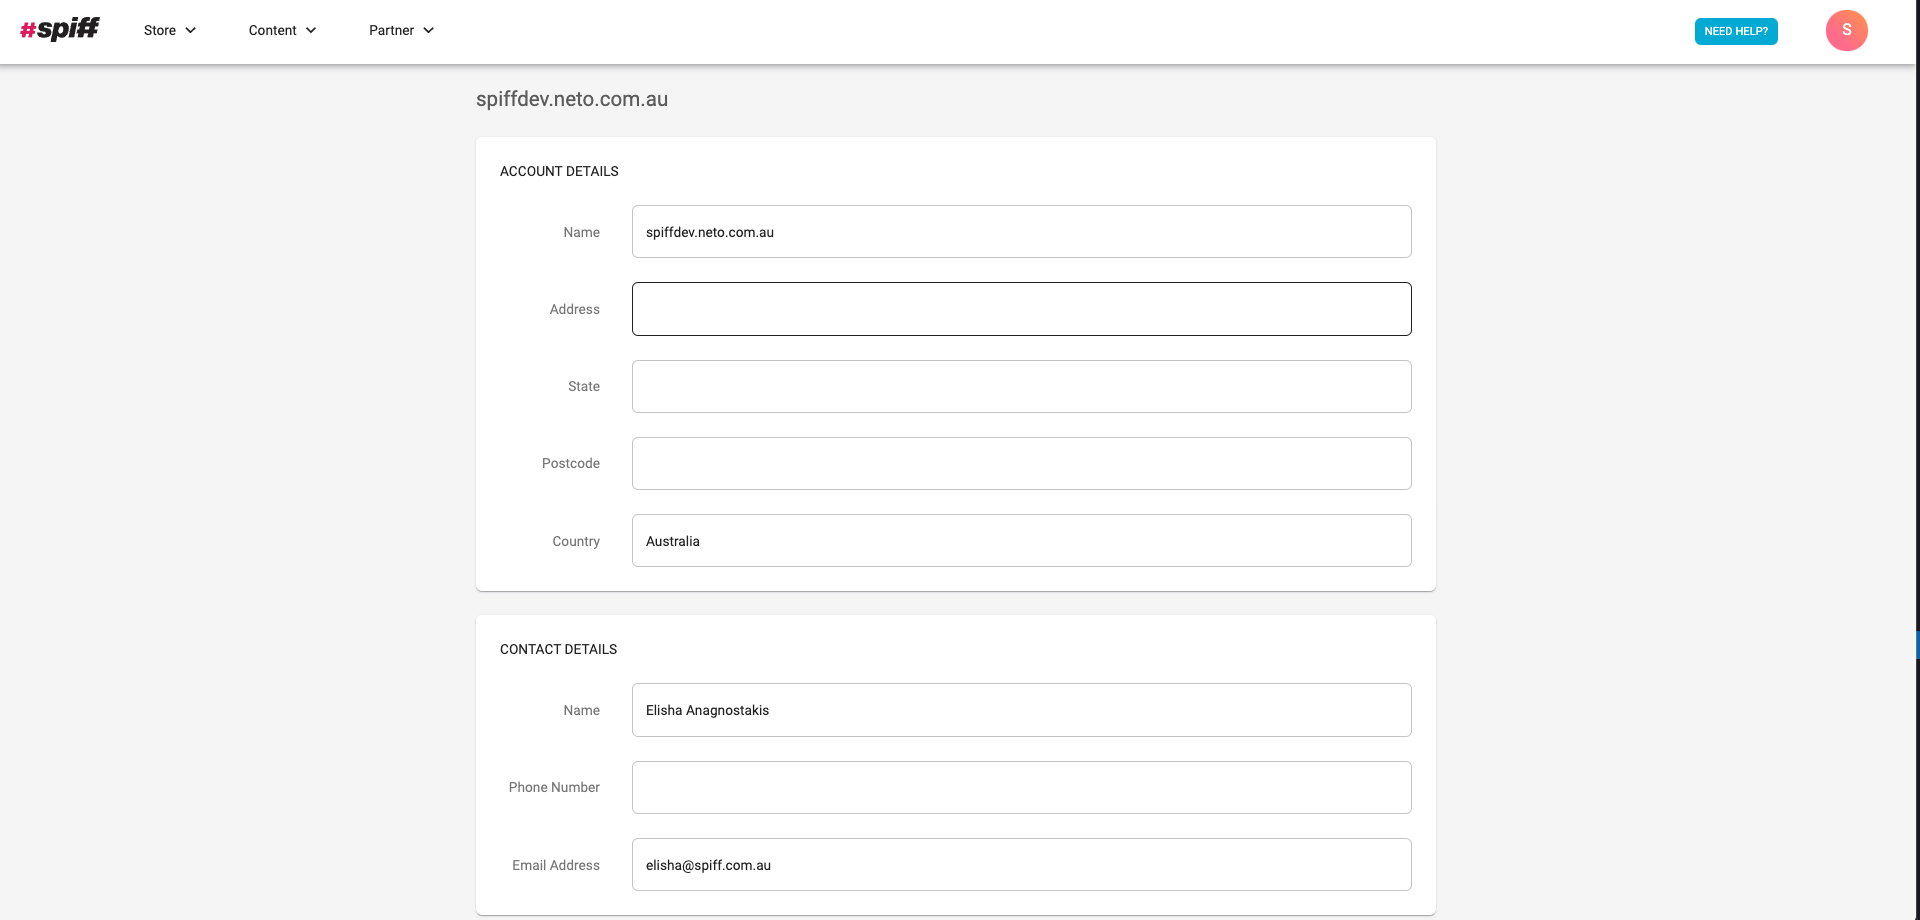 #spiff Store Content Partner NEED HELP? S
spiffdev.neto.com.au
ACCOUNT DETAILS
Name spiffdev.neto.com.au
Address
State
Postcode
Country Australia
CONTACT DETAILS
Name Elisha Anagnostakis
Phone Number
Email Address elisha@spiff.com.au